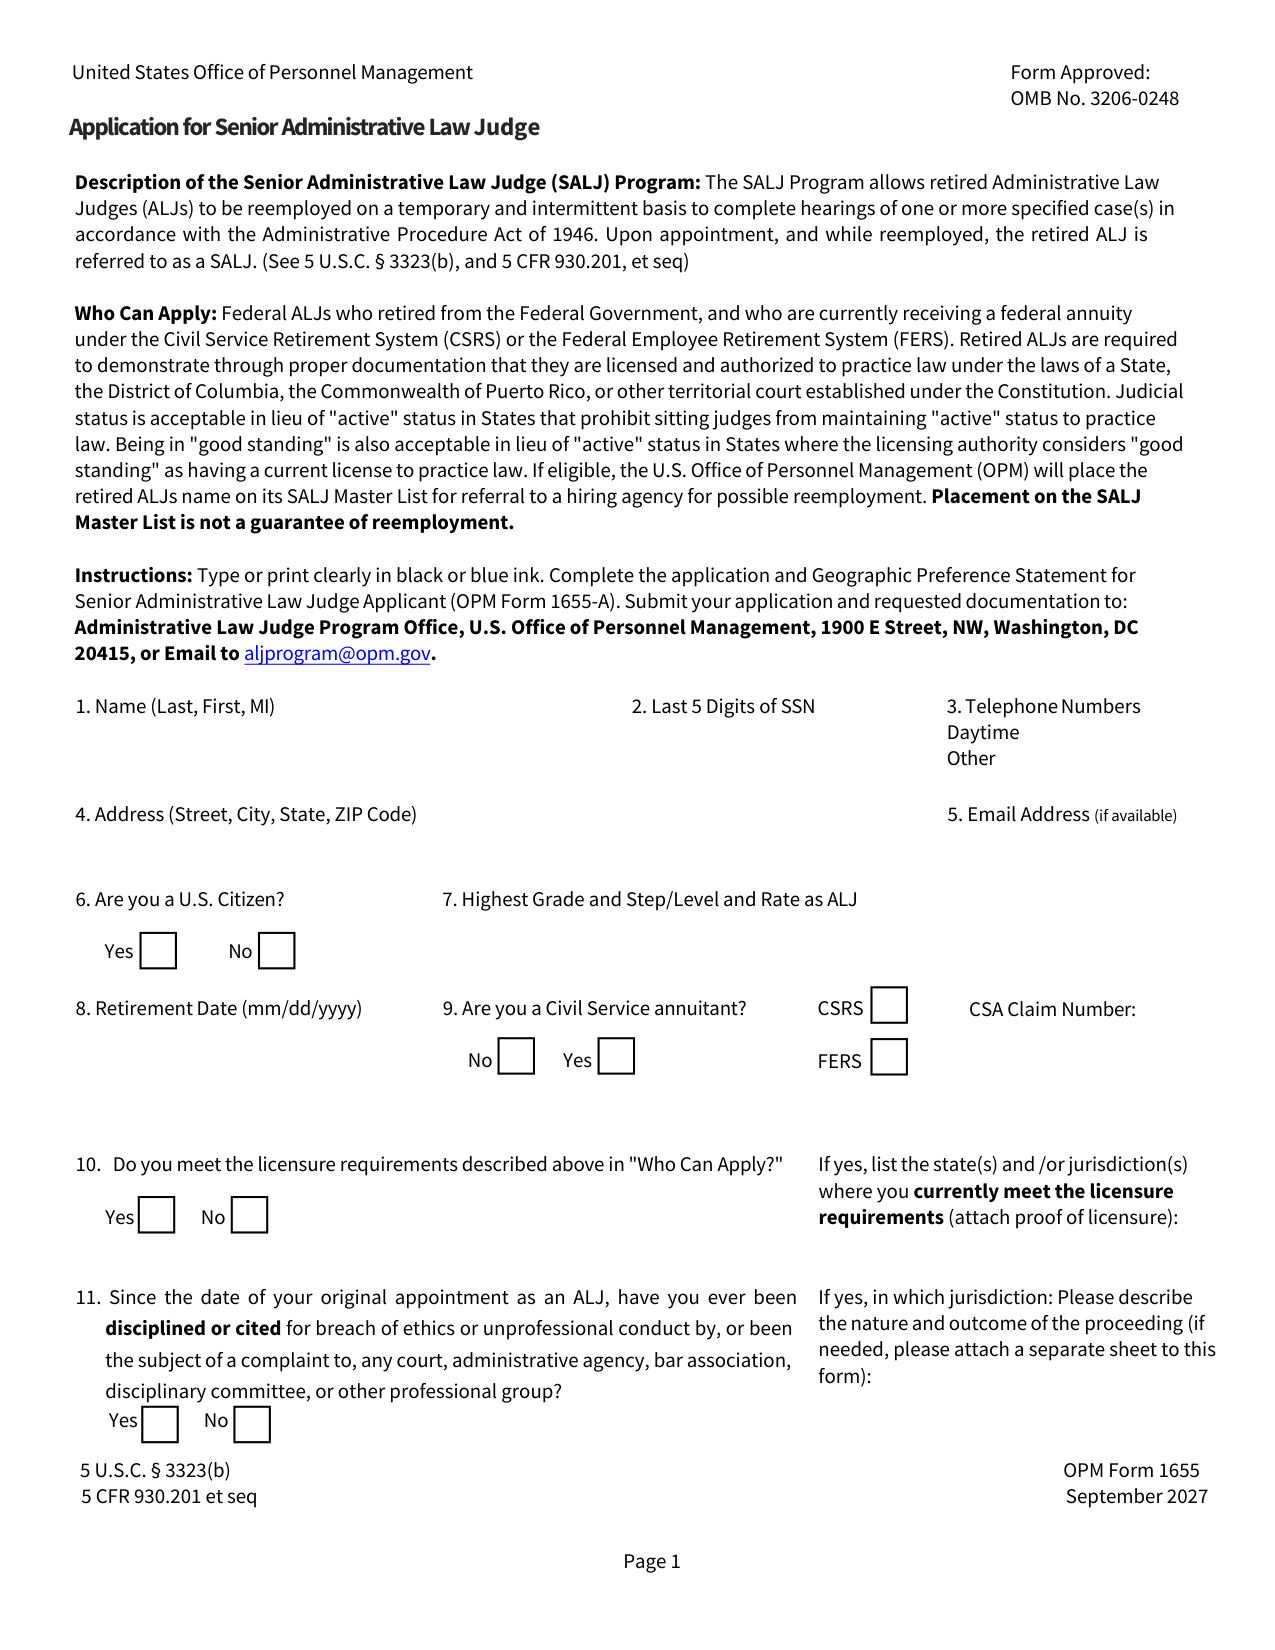 United States Office of Personnel Management
Form Approved:
OMB No. 3206-0248
Application for Senior Administrative Law Judge
Description of the Senior Administrative Law Judge (SALJ) Program: The SALJ Program allows retired Administrative Law
Judges (ALJs) to be reemployed on a temporary and intermittent basis to complete hearings of one or more specified case(s) in
accordance with the Administrative Procedure Act of 1946. Upon appointment, and while reemployed, the retired ALJ is
referred to as a SALJ. (See 5 U.S.C. § 3323(b), and 5 CFR 930.201, et seq)
Who Can Apply: Federal ALJs who retired from the Federal Government, and who are currently receiving a federal annuity
under the Civil Service Retirement System (CSRS) or the Federal Employee Retirement System (FERS). Retired ALJs are required
to demonstrate through proper documentation that they are licensed and authorized to practice law under the laws of a State,
the District of Columbia, the Commonwealth of Puerto Rico, or other territorial court established under the Constitution. Judicial
status is acceptable in lieu of "active" status in States that prohibit sitting judges from maintaining "active" status to practice
law. Being in "good standing" is also acceptable in lieu of "active" status in States where the licensing authority considers "good
standing" as having a current license to practice law. If eligible, the U.S. Office of Personnel Management (OPM) will place the
retired ALJs name on its SALJ Master List for referral to a hiring agency for possible reemployment. Placement on the SALJ
Master List is not a guarantee of reemployment.
Instructions: Type or print clearly in black or blue ink. Complete the application and Geographic Preference Statement for
Senior Administrative Law Judge Applicant (OPM Form 1655-A). Submit your application and requested documentation to:
Administrative Law Judge Program Office, U.S. Office of Personnel Management, 1900 E Street, NW, Washington, DC
20415, or Email to aljprogram@opm.gov.
1. Name (Last, First, MI)
2. Last 5 Digits of SSN
3. Telephone Numbers
Daytime
Other
4. Address (Street, City, State, ZIP Code)
5. Email Address (if available)
6. Are you a U.S. Citizen?
Yes No
7. Highest Grade and Step/Level and Rate as ALJ
8. Retirement Date (mm/dd/yyyy)
9. Are you a Civil Service annuitant?
No Yes
CSRS
FERS
CSA Claim Number:
10. Do you meet the licensure requirements described above in "Who Can Apply?"
Yes No
If yes, list the state(s) and /or jurisdiction(s)
where you currently meet the licensure
requirements (attach proof of licensure):
11. Since the date of your original appointment as an ALJ, have you ever been
disciplined or cited for breach of ethics or unprofessional conduct by, or been
the subject of a complaint to, any court, administrative agency, bar association,
disciplinary committee, or other professional group?
Yes No
If yes, in which jurisdiction: Please describe
the nature and outcome of the proceeding (if
needed, please attach a separate sheet to this
form):
5 U.S.C. § 3323(b)
5 CFR 930.201 et seq
OPM Form 1655
September 2027
Page 1